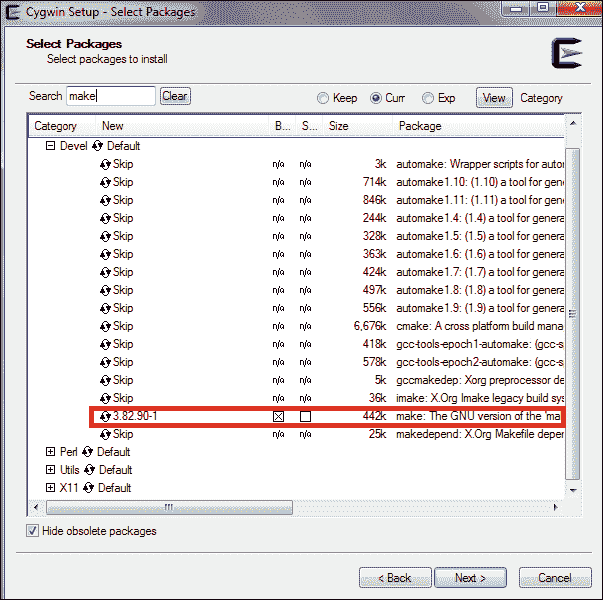 Cygwin Setup - Select Packages
Select Packages
Select packages to install
Search make Clear Keep Curr Exp View Category
Category New B... S... Size Package
Devel Default
Skip n/a n/a 3k automake: Wrapper scripts for auto
Skip n/a n/a 714k automake1.10: (1.10) a tool for gene
Skip n/a n/a 846k automake1.11: (1.11) a tool for gene
Skip n/a n/a 244k automake1.4: (1.4) a tool for genera
Skip n/a n/a 328k automake1.5: (1.5) a tool for genera
Skip n/a n/a 363k automake1.6: (1.6) a tool for genera
Skip n/a n/a 424k automake1.7: (1.7) a tool for genera
Skip n/a n/a 497k automake1.8: (1.8) a tool for genera
Skip n/a n/a 556k automake1.9: (1.9) a tool for genera
Skip n/a n/a 6,676k cmake: A cross platform build mana
Skip n/a n/a 418k gcc-tools-epoch1-automake: (gcc-s
Skip n/a n/a 578k gcc-tools-epoch2-automake: (gcc-s
Skip n/a n/a 5k gccmakedep: Xorg preprocessor de
Skip n/a n/a 36k imake: X.Org Imake legacy build sys
3.82.90-1 442k make: The GNU version of the 'ma
Skip n/a n/a 25k makedepend: X.Org Makefile depe
Perl Default
Utils Default
X11 Default
Hide obsolete packages
< Back Next > Cancel